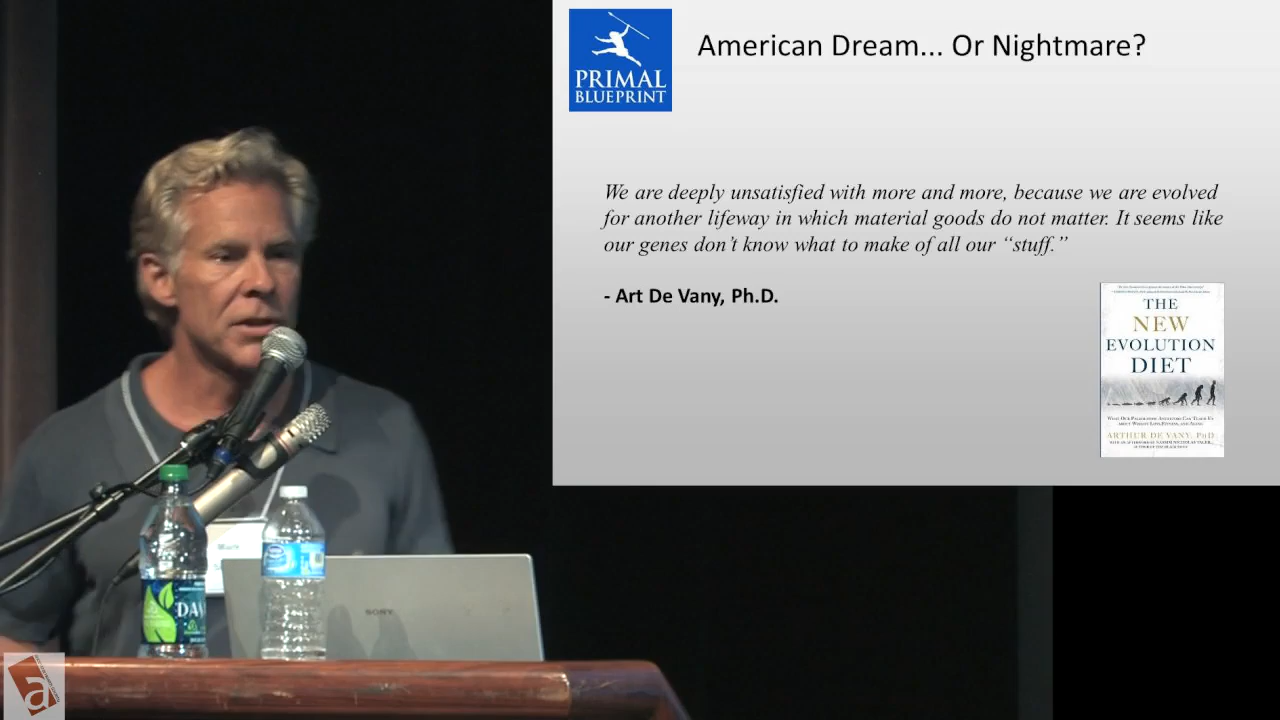 PRIMAL
BLUEPRINT
American Dream... Or Nightmare?
We are deeply unsatisfied with more and more, because we are evolved
for another lifeway in which material goods do not matter. It seems like
our genes don't know what to make of all our “stuff.”
- Art De Vany, Ph.D.
THE
NEW
EVOLUTION
DIET
ARTHUR DE VANY, PHD
Mark
SONY
a